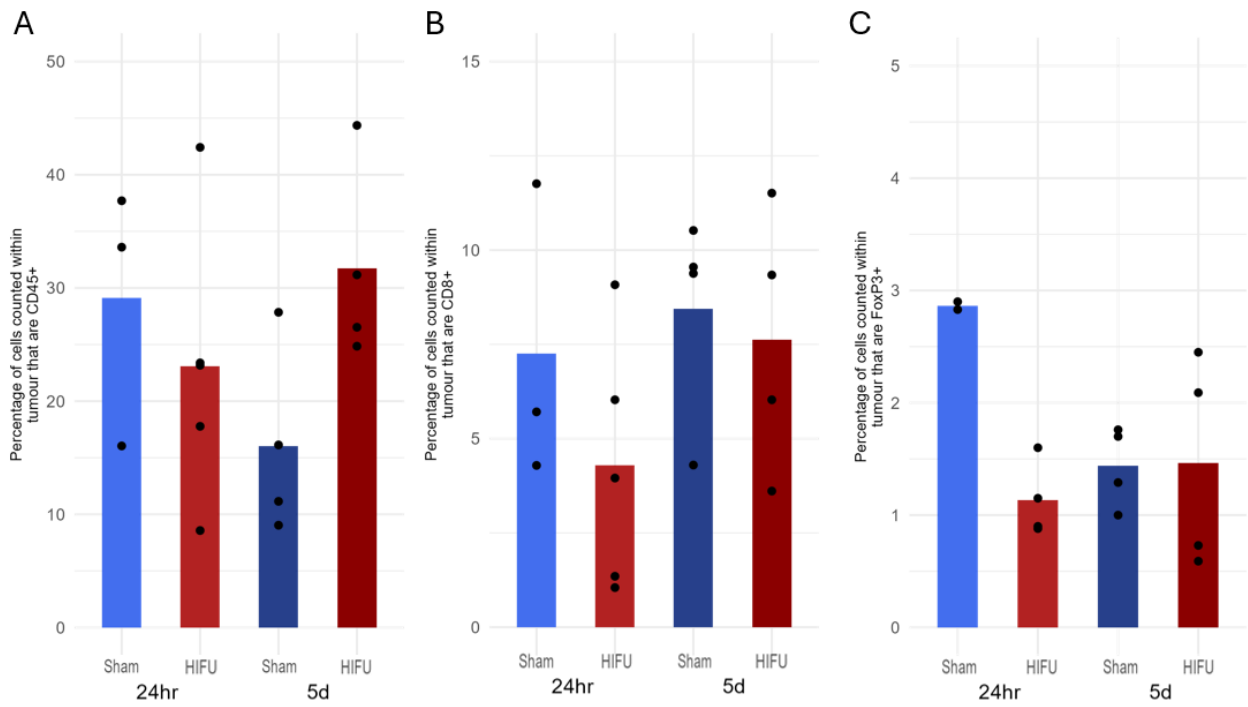 A
Percentage of cells counted within
tumour that are CD45+
50
40
30
20
10
0
Sham HIFU Sham HIFU
24hr 5d
B
Percentage of cells counted within
tumour that are CD8+
15
10
5
0
Sham HIFU Sham HIFU
24hr 5d
C
Percentage of cells counted within
tumour that are FoxP3+
5
4
3
2
1
0
Sham HIFU Sham HIFU
24hr 5d